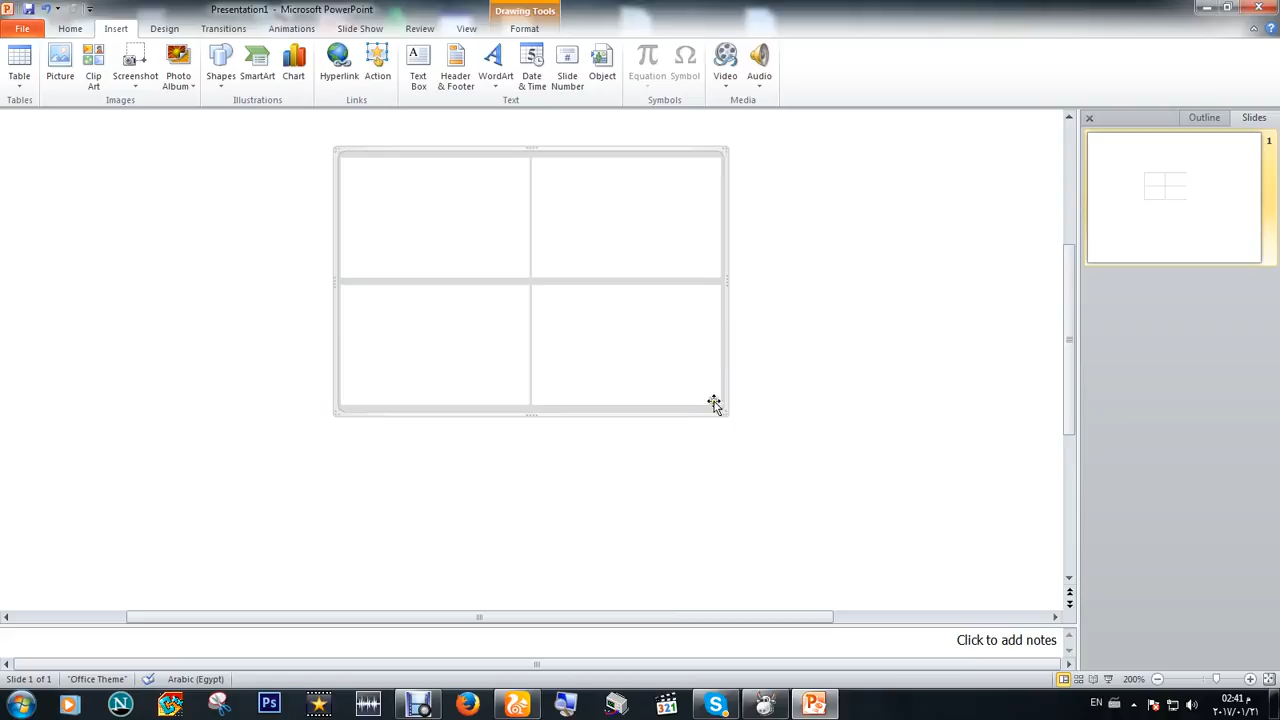 Presentation1 - Microsoft PowerPoint
Drawing Tools
File Home Insert Design Transitions Animations Slide Show Review View Format
Table Picture Clip Art Screenshot Photo Album Shapes SmartArt Chart Hyperlink Action Text Box Header & Footer WordArt Date & Time Slide Number Object Equation Symbol Video Audio
Tables Images Illustrations Links Text Symbols Media
Outline Slides
1
Click to add notes
Slide 1 of 1 "Office Theme" Arabic (Egypt) 200%
EN 02:41 م
٢٠١٧/٠١/٢١